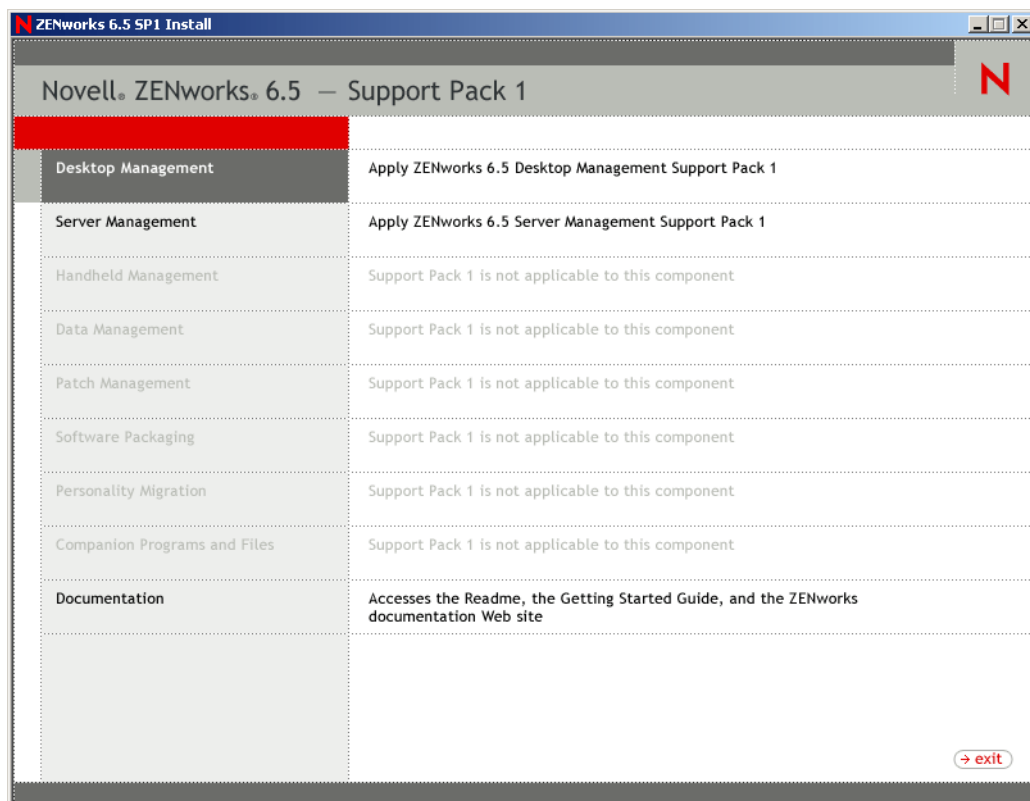 ZENworks 6.5 SP1 Install
Novell® ZENworks® 6.5 — Support Pack 1
N
Desktop Management
Apply ZENworks 6.5 Desktop Management Support Pack 1
Server Management
Apply ZENworks 6.5 Server Management Support Pack 1
Handheld Management
Support Pack 1 is not applicable to this component
Data Management
Support Pack 1 is not applicable to this component
Patch Management
Support Pack 1 is not applicable to this component
Software Packaging
Support Pack 1 is not applicable to this component
Personality Migration
Support Pack 1 is not applicable to this component
Companion Programs and Files
Support Pack 1 is not applicable to this component
Documentation
Accesses the Readme, the Getting Started Guide, and the ZENworks
documentation Web site
→ exit